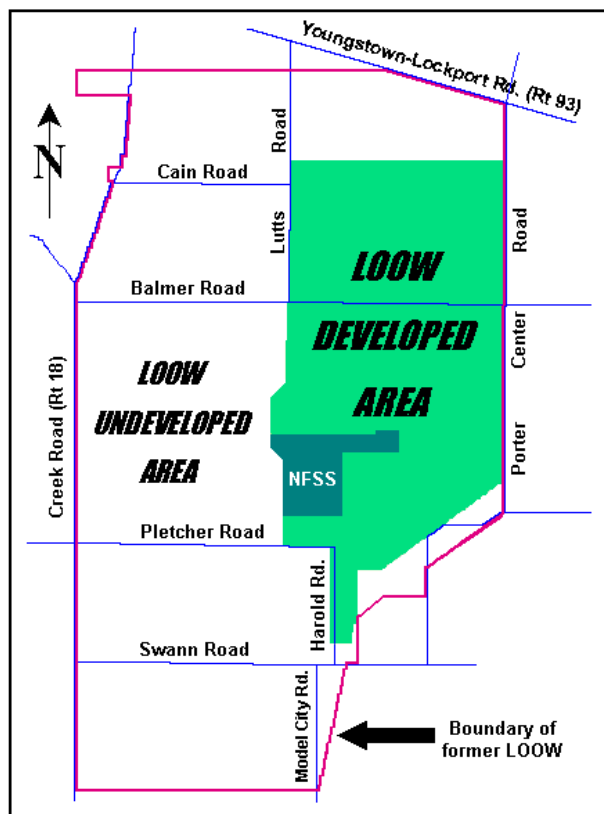 Youngstown-Lockport Rd. (Rt 93)
N
Road
Cain Road
Lutts
Road
LOOW
Balmer Road
DEVELOPED
Center
LOOW
UNDEVELOPED
AREA
AREA
Creek Road (Rt 18)
NFSS
Porter
Pletcher Road
Harold Rd.
Swann Road
Model City Rd.
Boundary of
former LOOW